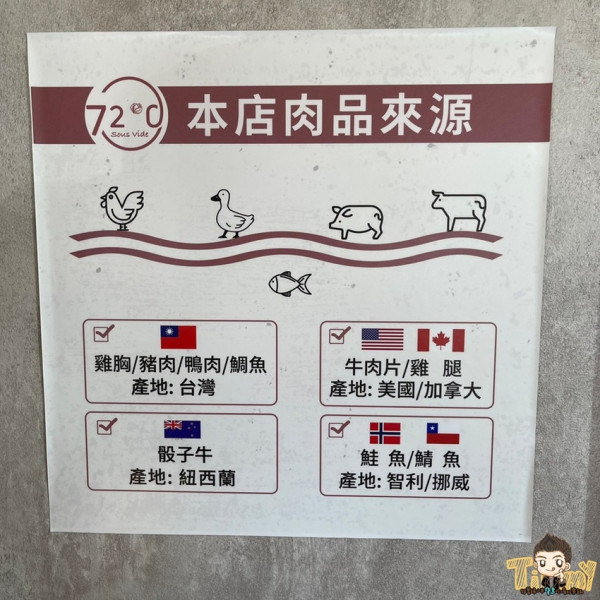 72°C
Sous Vide
本店肉品來源
雞胸/豬肉/鴨肉/鯛魚
產地: 台灣
牛肉片/雞 腿
產地: 美國/加拿大
骰子牛
產地: 紐西蘭
鮭 魚/鯖 魚
產地: 智利/挪威